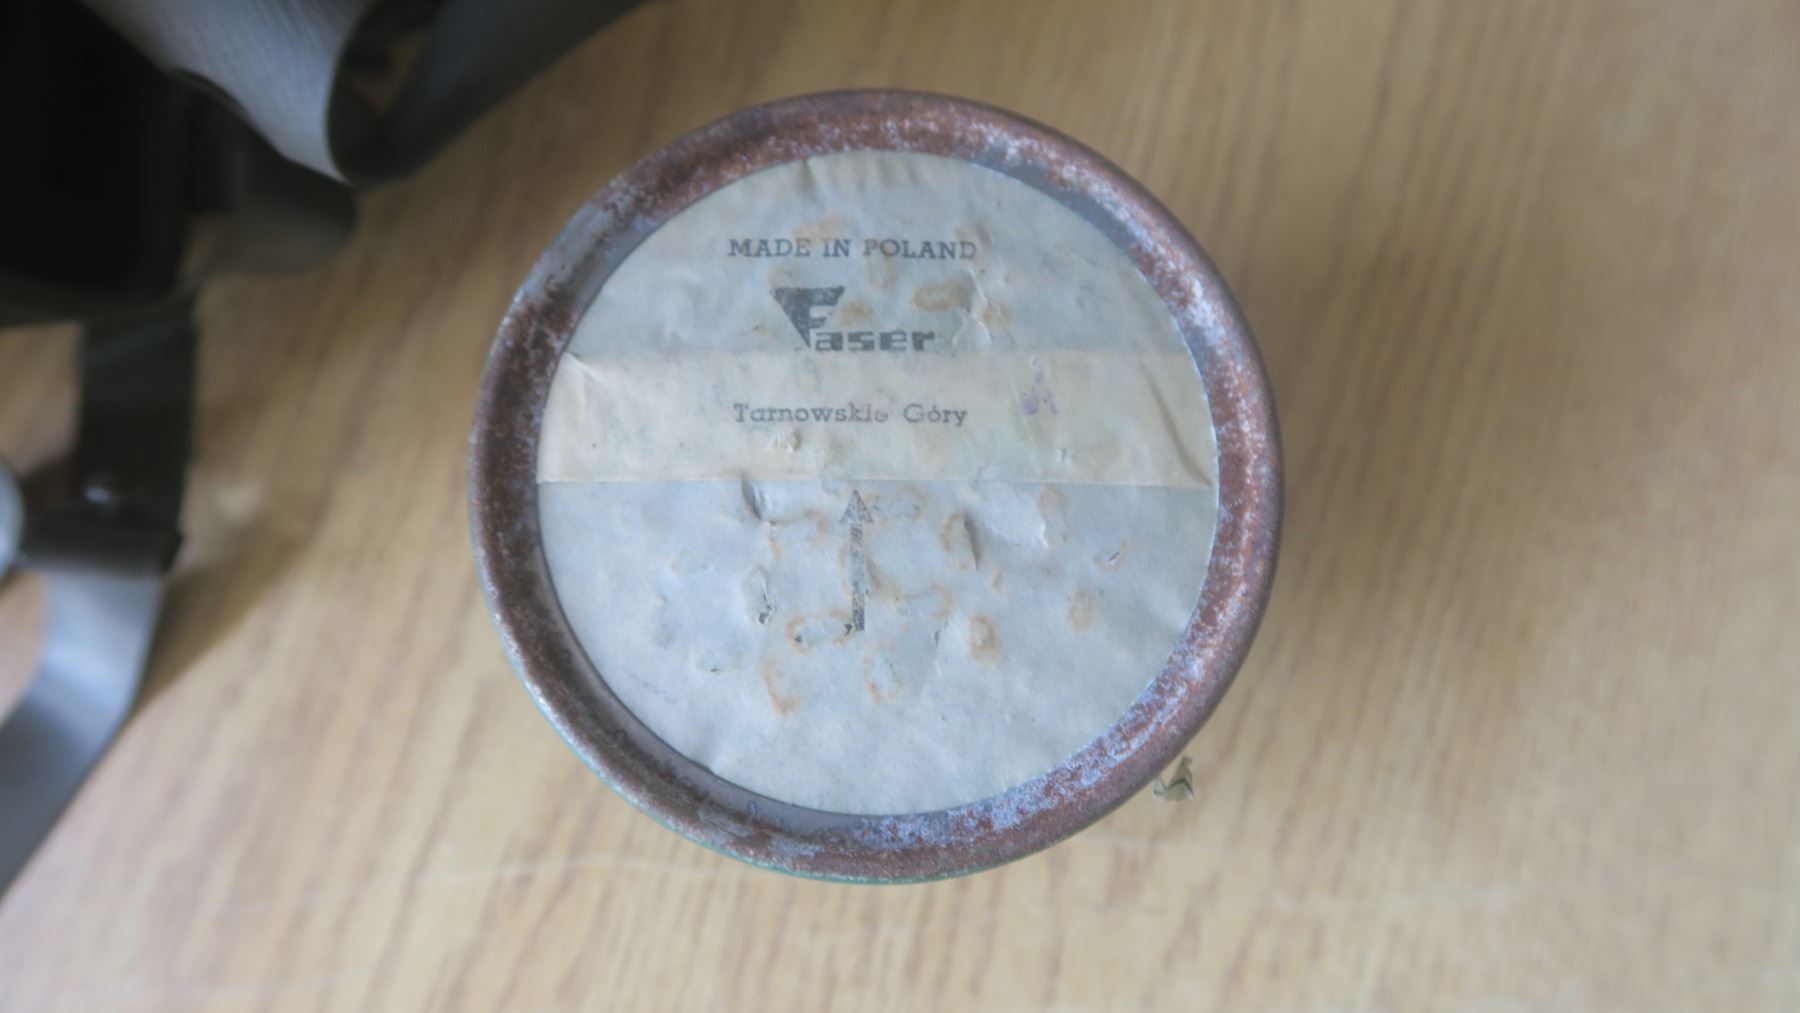 MADE IN POLAND
Faser
Tarnowskie Góry